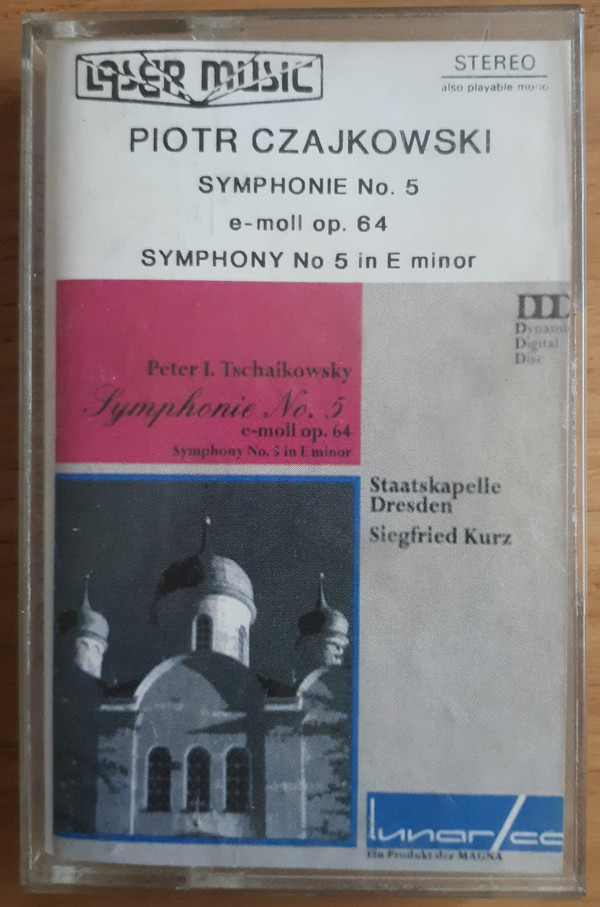 LASER MUSIC
STEREO
also playable mono
PIOTR CZAJKOWSKI
SYMPHONIE No. 5
e-moll op. 64
SYMPHONY No 5 in E minor
DDD
Dynami
Digital
Disc
Peter I. Tschaikowsky
Symphonie No. 5
e-moll op. 64
Symphony No. 5 in E minor
Staatskapelle
Dresden
Siegfried Kurz
Ein Produkt der MAGNA